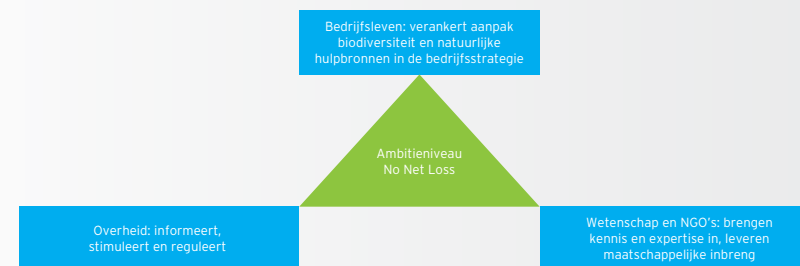 Bedrijfsleven: verankert aanpak
biodiversiteit en natuurlijke
hulpbronnen in de bedrijfsstrategie
Ambitieniveau
No Net Loss
Overheid: informeert,
stimuleert en reguleert
Wetenschap en NGO's: brengen
kennis en expertise in, leveren
maatschappelijke inbreng